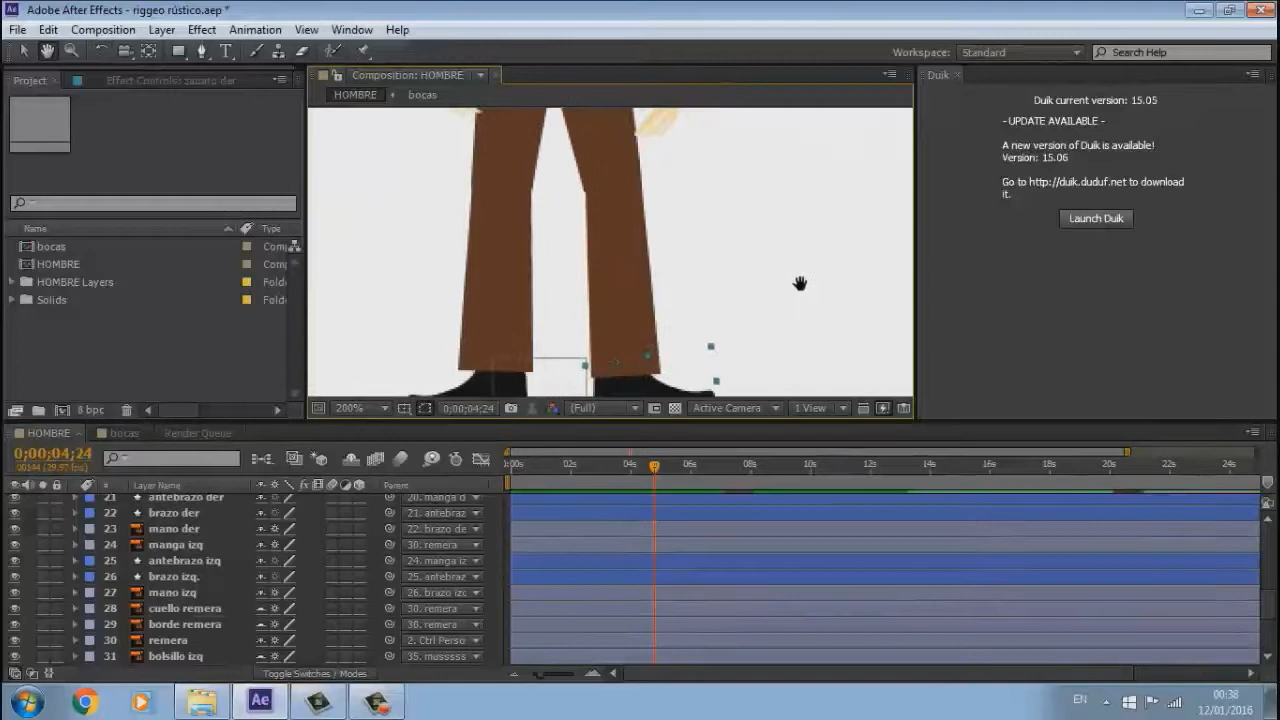 Adobe After Effects - riggeo rústico.aep *
File Edit Composition Layer Effect Animation View Window Help
Workspace: Standard Search Help
Project Effect Controls: zapato der
Composition: HOMBRE
Duik
HOMBRE bocas
Duik current version: 15.05
- UPDATE AVAILABLE -
A new version of Duik is available!
Version: 15.06
Go to http://duik.duduf.net to download
it.
Launch Duik
Name Type
bocas Comp
HOMBRE Comp
HOMBRE Layers Folde
Solids Folde
8 bpc
200% 0;00;04;24 (Full) Active Camera 1 View
HOMBRE bocas Render Queue
0;00;04;24
00144 (29.97 fps)
:00s 02s 04s 06s 08s 10s 12s 14s 16s 18s 20s 22s 24s
# Layer Name Parent
21 antebrazo der 20. manga d
22 brazo der 21. antebraz
23 mano der 22. brazo de
24 manga izq 30. remera
25 antebrazo izq 24. manga iz
26 brazo izq. 25. antebraz
27 mano izq 26. brazo izq
28 cuello remera 30. remera
29 borde remera 30. remera
30 remera 2. Ctrl Perso
31 bolsillo izq 35. musssss
Toggle Switches / Modes
EN
00:38
12/01/2016